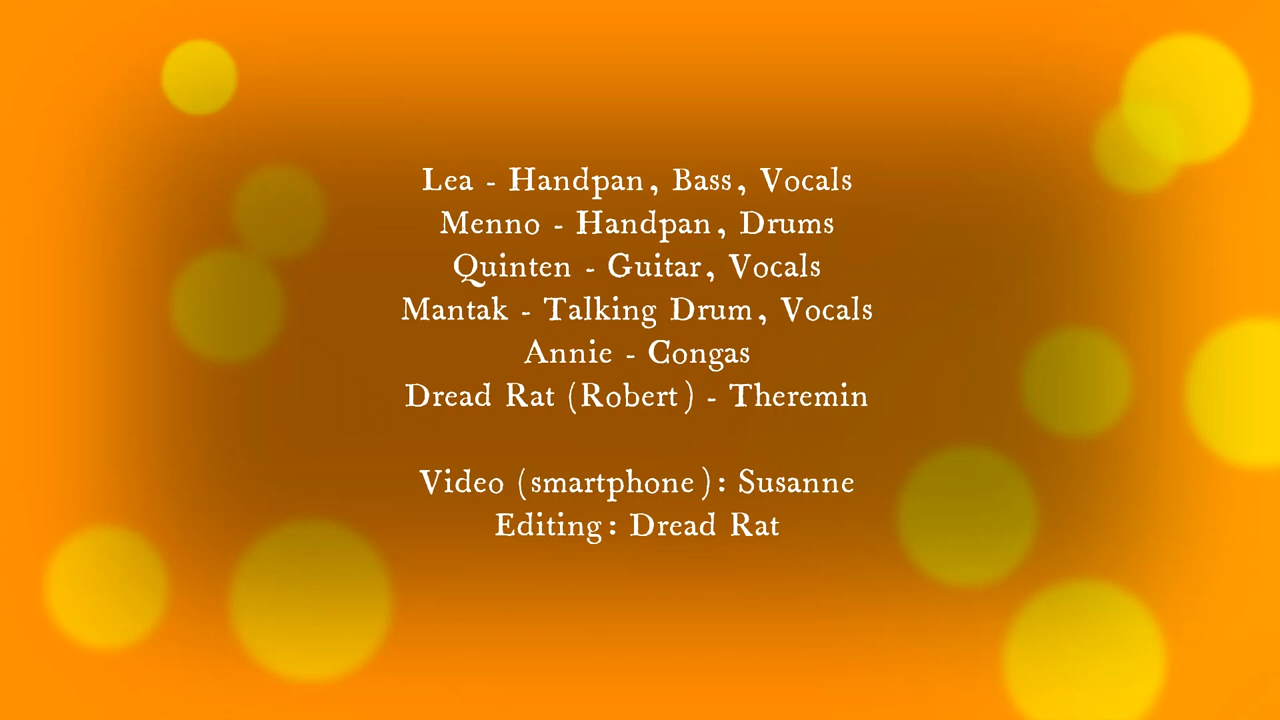 Lea - Handpan, Bass, Vocals
Menno - Handpan, Drums
Quinten - Guitar, Vocals
Mantak - Talking Drum, Vocals
Annie - Congas
Dread Rat (Robert) - Theremin
Video (smartphone): Susanne
Editing: Dread Rat